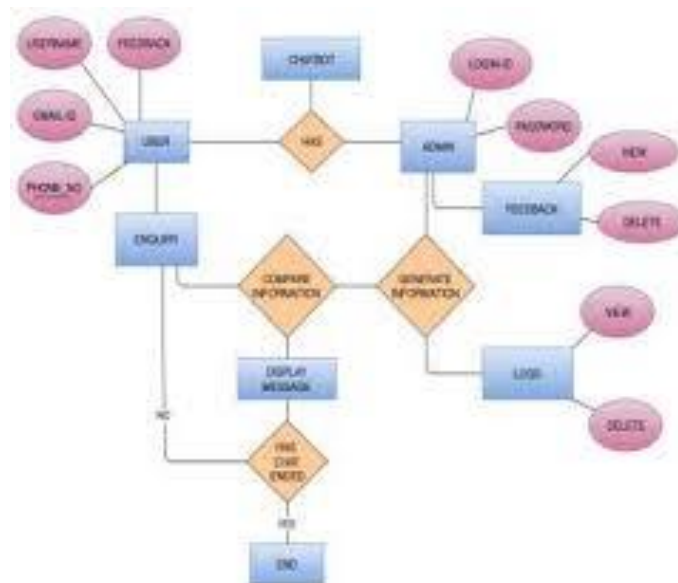 USERNAME
FEEDBACK
CHATBOT
LOGIN-ID
EMAIL-ID
USER
HAS
ADMIN
PASSWORD
PHONE_NO
VIEW
FEEDBACK
DELETE
ENQUIRY
COMPARE
INFORMATION
GENERATE
INFORMATION
VIEW
DISPLAY
MESSAGE
LOGS
DELETE
NO
HAS
CHAT
ENDED
YES
END